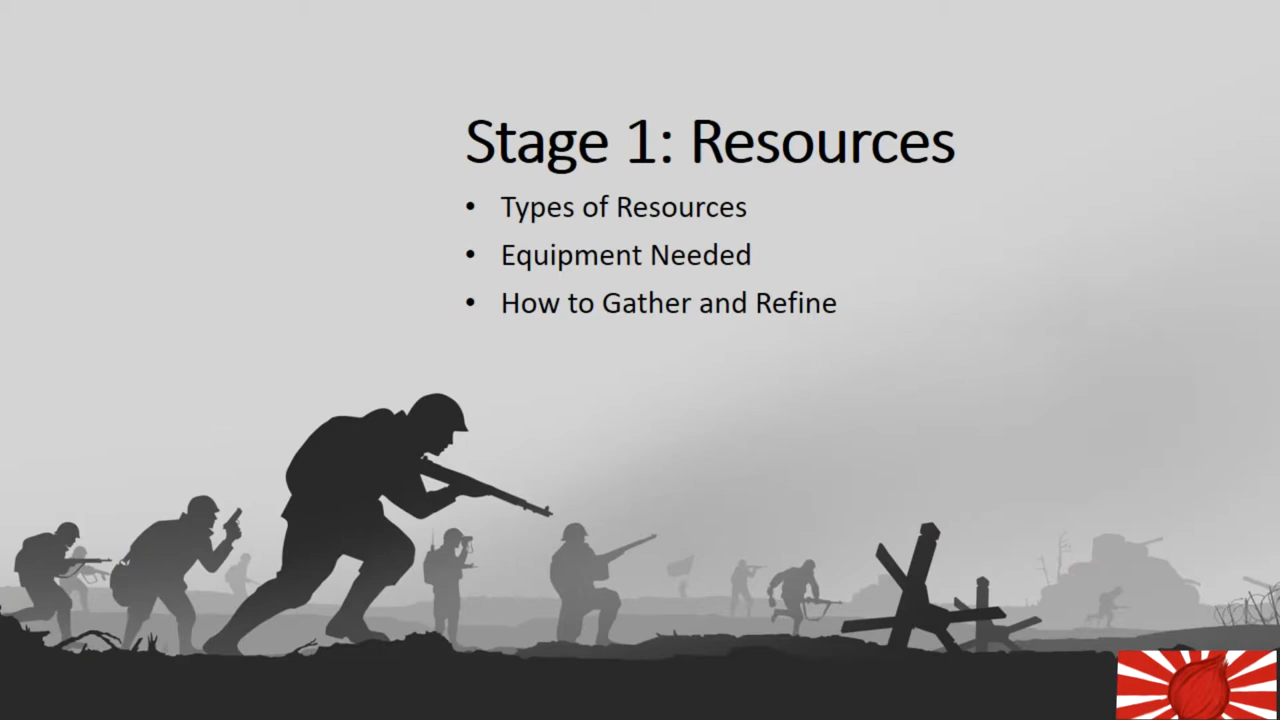 Stage 1: Resources
• Types of Resources
• Equipment Needed
• How to Gather and Refine